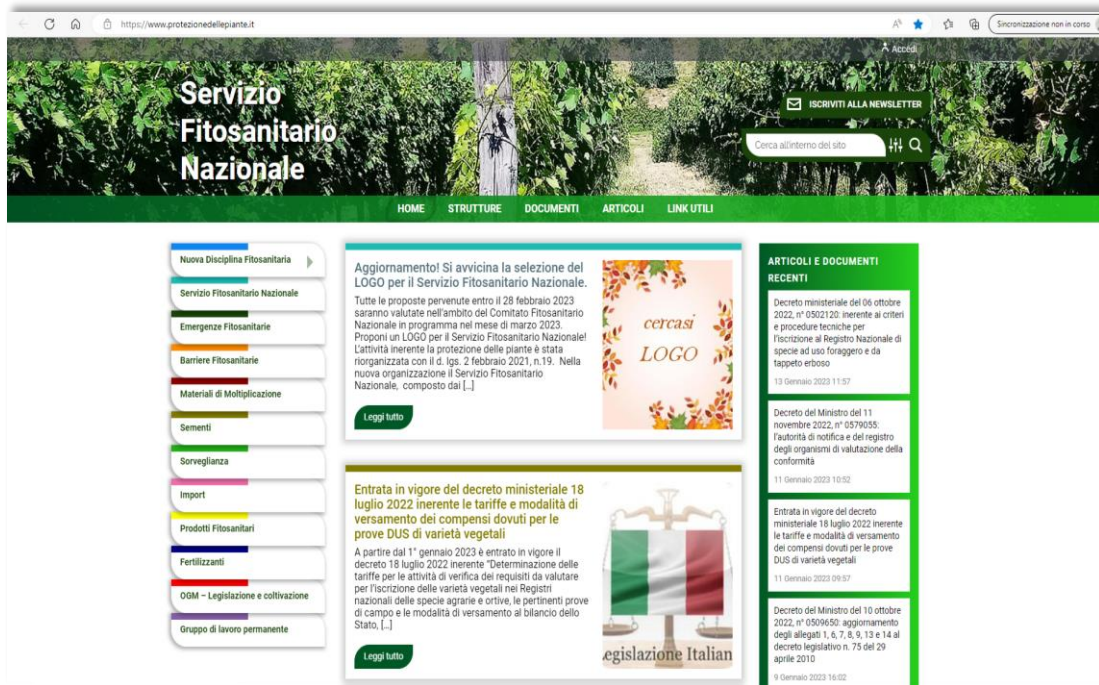 https://www.protezionedellepiante.it
Sincronizzazione non in corso
Accedi
Servizio
Fitosanitario
Nazionale
ISCRIVITI ALLA NEWSLETTER
Cerca all'interno del sito
HOME STRUTTURE DOCUMENTI ARTICOLI LINK UTILI
Nuova Disciplina Fitosanitaria
Servizio Fitosanitario Nazionale
Emergenze Fitosanitarie
Barriere Fitosanitarie
Materiali di Moltiplicazione
Sementi
Sorveglianza
Import
Prodotti Fitosanitari
Fertilizzanti
OGM – Legislazione e coltivazione
Gruppo di lavoro permanente
Aggiornamento! Si avvicina la selezione del
LOGO per il Servizio Fitosanitario Nazionale.
Tutte le proposte pervenute entro il 28 febbraio 2023
saranno valutate nell'ambito del Comitato Fitosanitario
Nazionale in programma nel mese di marzo 2023.
Proponi un LOGO per il Servizio Fitosanitario Nazionale!
L'attività inerente la protezione delle piante è stata
riorganizzata con il d. lgs. 2 febbraio 2021, n.19. Nella
nuova organizzazione il Servizio Fitosanitario
Nazionale, composto dai [...]
Leggi tutto
cercasi
LOGO
Entrata in vigore del decreto ministeriale 18
luglio 2022 inerente le tariffe e modalità di
versamento dei compensi dovuti per le
prove DUS di varietà vegetali
A partire dal 1° gennaio 2023 è entrato in vigore il
decreto 18 luglio 2022 inerente "Determinazione delle
tariffe per le attività di verifica dei requisiti da valutare
per l'iscrizione delle varietà vegetali nei Registri
nazionali delle specie agrarie e ortive, le pertinenti prove
di campo e le modalità di versamento al bilancio dello
Stato, [...]
Leggi tutto
egislazione Italian
ARTICOLI E DOCUMENTI
RECENTI
Decreto ministeriale del 06 ottobre
2022, n° 0502120: inerente ai criteri
e procedure tecniche per
l'iscrizione al Registro Nazionale di
specie ad uso foraggero e da
tappeto erboso
13 Gennaio 2023 11:57
Decreto del Ministro del 11
novembre 2022, n° 0579055:
l'autorità di notifica e del registro
degli organismi di valutazione della
conformità
11 Gennaio 2023 10:52
Entrata in vigore del decreto
ministeriale 18 luglio 2022 inerente
le tariffe e modalità di versamento
dei compensi dovuti per le prove
DUS di varietà vegetali
11 Gennaio 2023 09:57
Decreto del Ministro del 10 ottobre
2022, n° 0509650: aggiornamento
degli allegati 1, 6, 7, 8, 9, 13 e 14 al
decreto legislativo n. 75 del 29
aprile 2010
9 Gennaio 2023 16:02